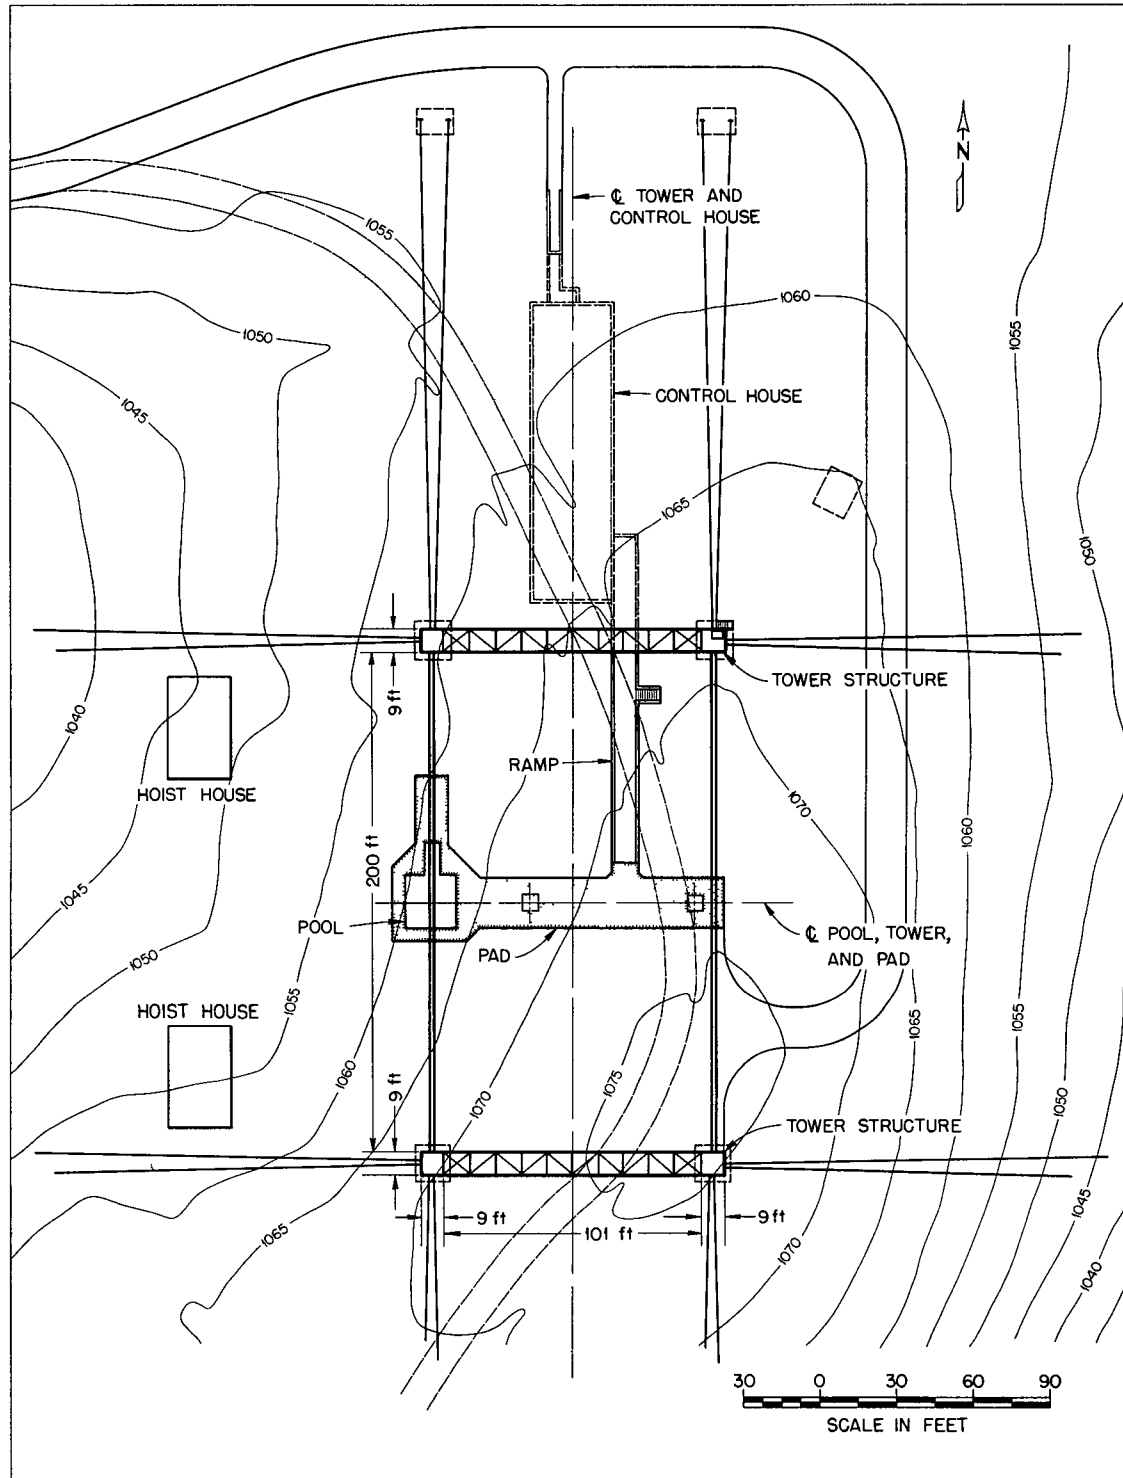 N
℄ TOWER AND
CONTROL HOUSE
1055
1060
1055
1050
1045
CONTROL HOUSE
1065
1050
1040
9 ft
TOWER STRUCTURE
RAMP
HOIST HOUSE
1070
1060
200 ft
1045
POOL
PAD
℄ POOL, TOWER,
AND PAD
1050
1055
HOIST HOUSE
1065
1055
1060
9 ft
1070
1075
1050
TOWER STRUCTURE
1045
1065
9 ft
101 ft
9 ft
1070
1040
30 0 30 60 90
SCALE IN FEET